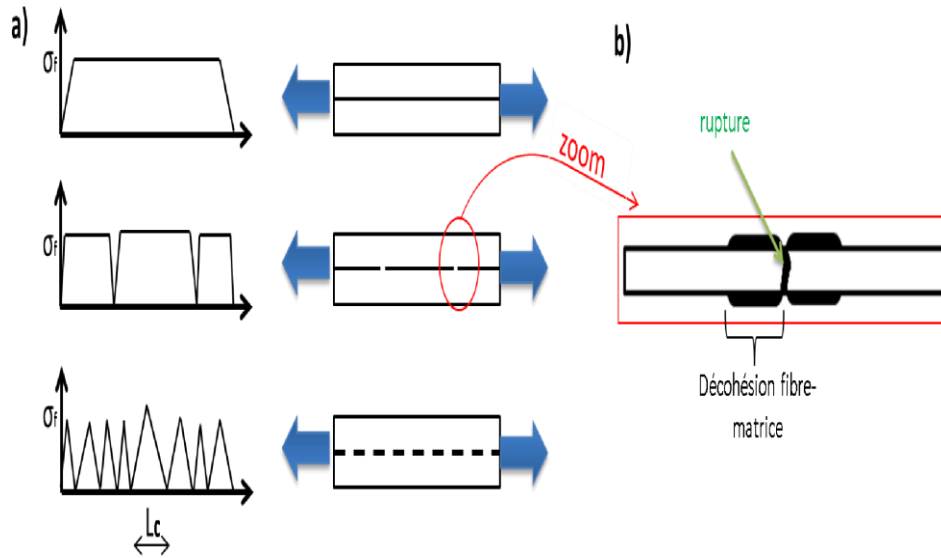 a)
σf
zoom
σf
σf
Lc
b)
rupture
Décohésion fibre-
matrice